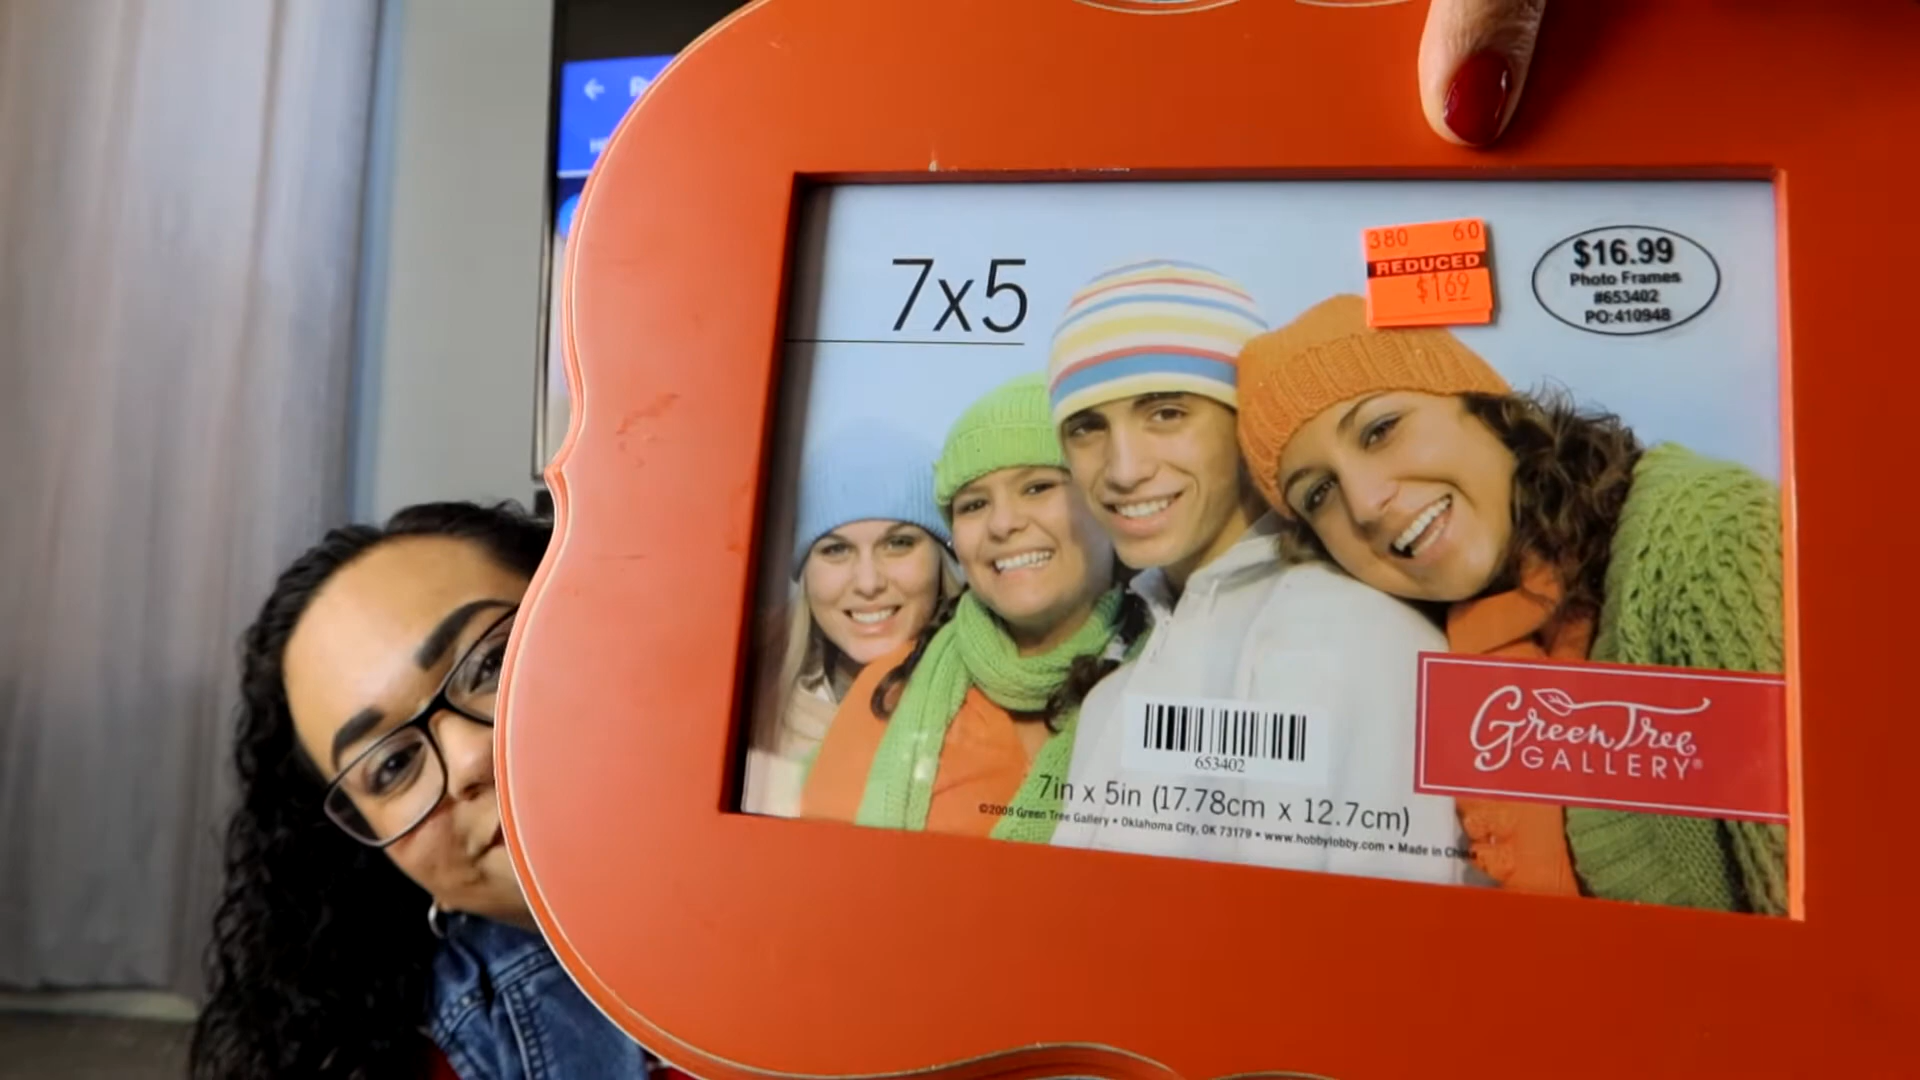 7x5
380 60
REDUCED
$1.69
$16.99
Photo Frames
#653402
PO:410948
653402
Green Tree
GALLERY®
7in x 5in (17.78cm x 12.7cm)
©2008 Green Tree Gallery • Oklahoma City, OK 73179 • www.hobbylobby.com • Made in China